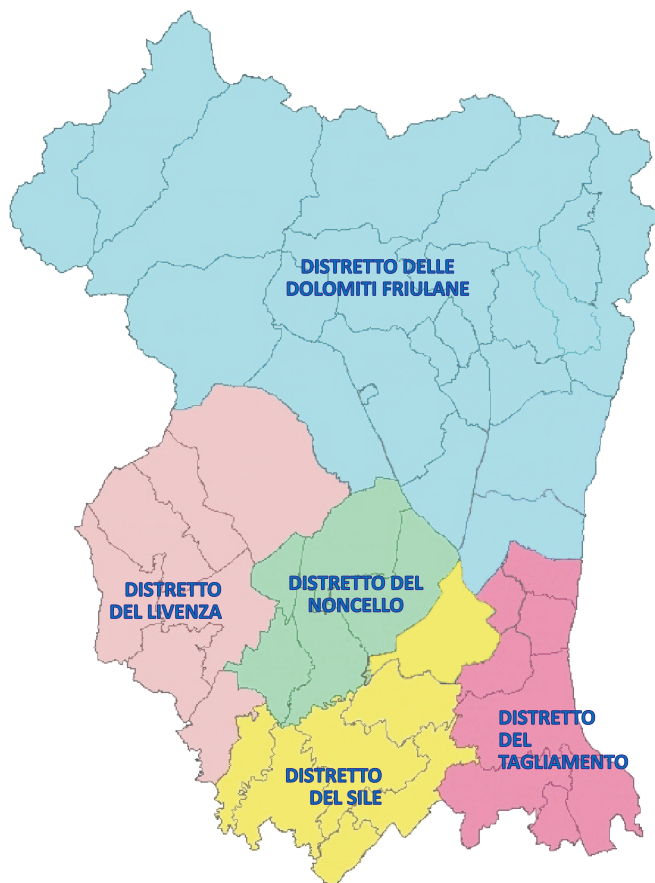 DISTRETTO DELLE
DOLOMITI FRIULANE
DISTRETTO
DEL LIVENZA
DISTRETTO DEL
NONCELLO
DISTRETTO
DEL
TAGLIAMENTO
DISTRETTO
DEL SILE